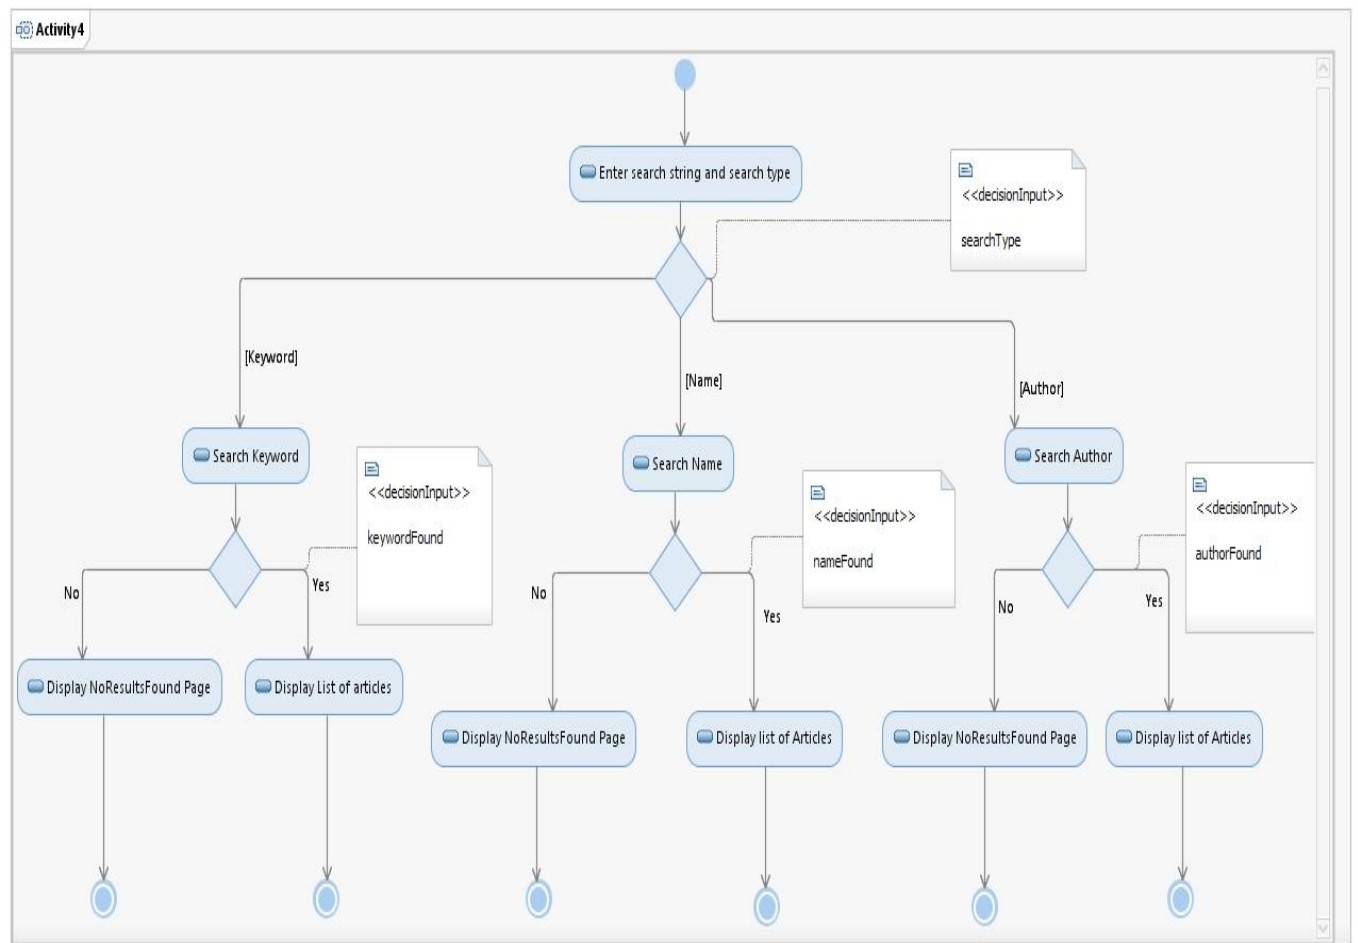 Activity4
Enter search string and search type
<<decisionInput>>
searchType
[Keyword]
[Name]
[Author]
Search Keyword
<<decisionInput>>
keywordFound
Search Name
<<decisionInput>>
nameFound
Search Author
<<decisionInput>>
authorFound
No
Yes
No
Yes
No
Yes
Display NoResultsFound Page
Display List of articles
Display NoResultsFound Page
Display list of Articles
Display NoResultsFound Page
Display list of Articles